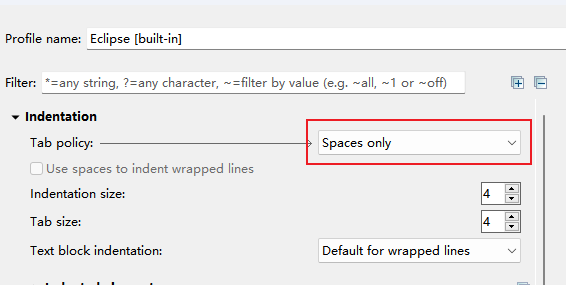 Profile name: Eclipse [built-in]
Filter: *=any string, ?=any character, ~=filter by value (e.g. ~all, ~1 or ~off)
Indentation
Tab policy: Spaces only
Use spaces to indent wrapped lines
Indentation size: 4
Tab size: 4
Text block indentation: Default for wrapped lines